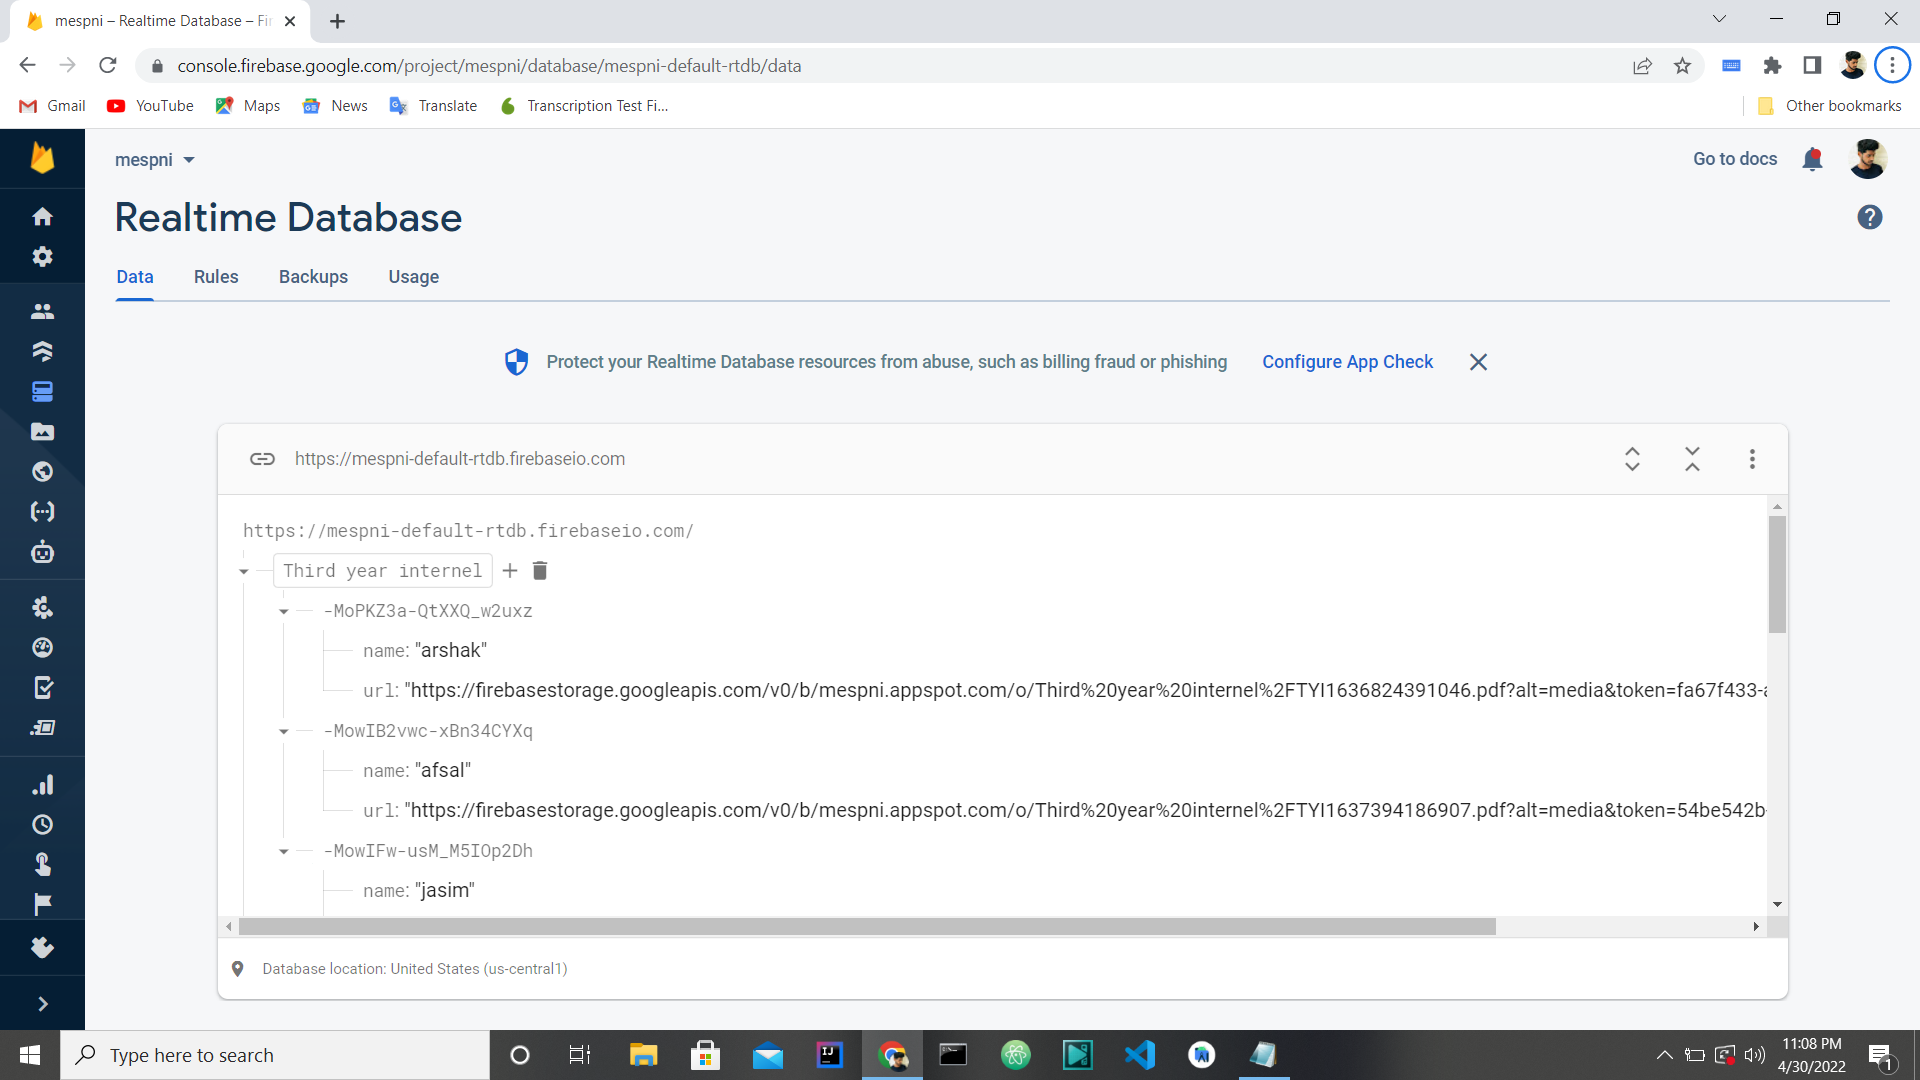 mespni – Realtime Database – Fir
console.firebase.google.com/project/mespni/database/mespni-default-rtdb/data
Gmail YouTube Maps News Translate Transcription Test Fi... Other bookmarks
mespni Go to docs
Realtime Database
Data Rules Backups Usage
Protect your Realtime Database resources from abuse, such as billing fraud or phishing Configure App Check
https://mespni-default-rtdb.firebaseio.com
https://mespni-default-rtdb.firebaseio.com/
Third year internel
-MoPKZ3a-QtXXQ_w2uxz
name: "arshak"
url: "https://firebasestorage.googleapis.com/v0/b/mespni.appspot.com/o/Third%20year%20internel%2FTYI1636824391046.pdf?alt=media&token=fa67f433-a
-MowIB2vwc-xBn34CYXq
name: "afsal"
url: "https://firebasestorage.googleapis.com/v0/b/mespni.appspot.com/o/Third%20year%20internel%2FTYI1637394186907.pdf?alt=media&token=54be542b-
-MowIFw-usM_M5IOp2Dh
name: "jasim"
Database location: United States (us-central1)
Type here to search
11:08 PM
4/30/2022
1